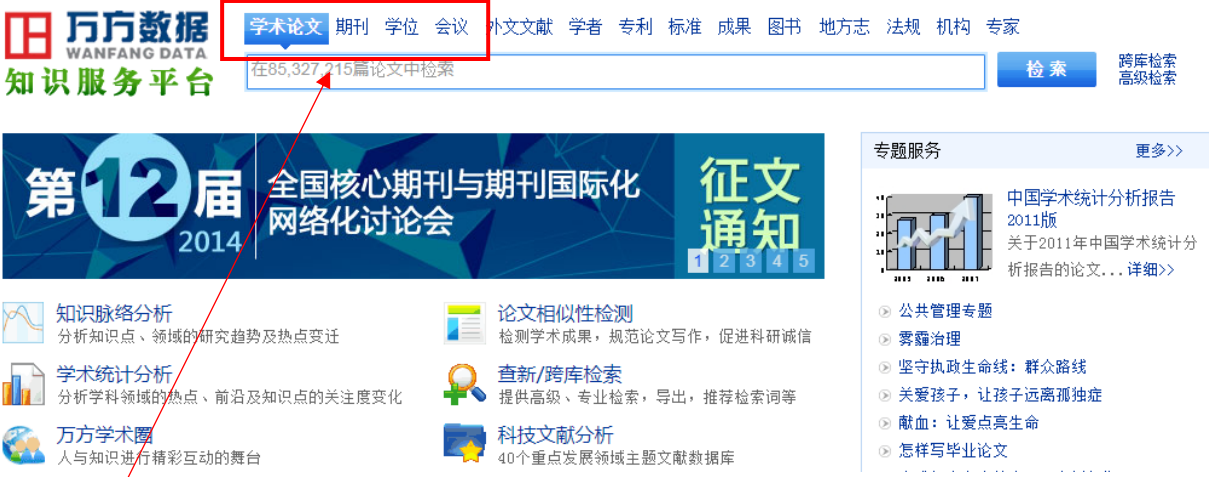 万方数据
WANFANG DATA
知识服务平台
学术论文 期刊 学位 会议 外文文献 学者 专利 标准 成果 图书 地方志 法规 机构 专家
在85,327,215篇论文中检索
检索
跨库检索
高级检索
第12届
2014
全国核心期刊与期刊国际化
网络化讨论会
征文
通知
1 2 3 4 5
专题服务 更多>>
中国学术统计分析报告
2011版
关于2011年中国学术统计分
析报告的论文...详细>>
2005 2006 2007
公共管理专题
雾霾治理
坚守执政生命线：群众路线
关爱孩子，让孩子远离孤独症
献血：让爱点亮生命
怎样写毕业论文
知识脉络分析
分析知识点、领域的研究趋势及热点变迁
论文相似性检测
检测学术成果，规范论文写作，促进科研诚信
学术统计分析
分析学科领域的热点、前沿及知识点的关注度变化
查新/跨库检索
提供高级、专业检索，导出，推荐检索词等
万方学术圈
人与知识进行精彩互动的舞台
科技文献分析
40个重点发展领域主题文献数据库